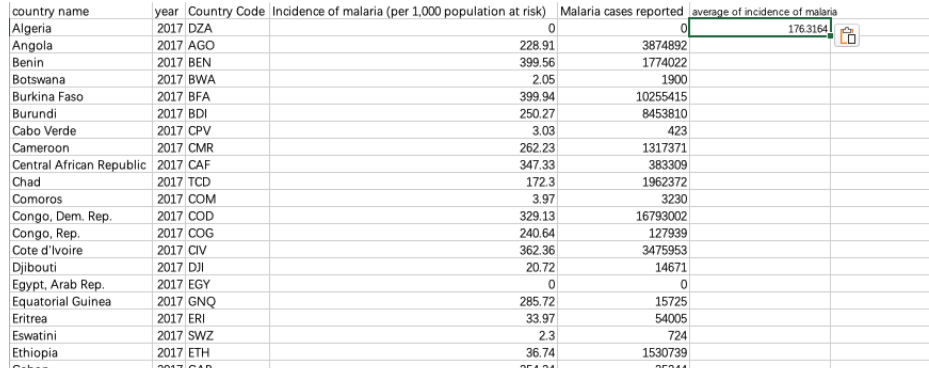 country name year Country Code Incidence of malaria (per 1,000 population at risk) Malaria cases reported average of incidence of malaria
Algeria 2017 DZA 0 0 176.3164
Angola 2017 AGO 228.91 3874892
Benin 2017 BEN 399.56 1774022
Botswana 2017 BWA 2.05 1900
Burkina Faso 2017 BFA 399.94 10255415
Burundi 2017 BDI 250.27 8453810
Cabo Verde 2017 CPV 3.03 423
Cameroon 2017 CMR 262.23 1317371
Central African Republic 2017 CAF 347.33 383309
Chad 2017 TCD 172.3 1962372
Comoros 2017 COM 3.97 3230
Congo, Dem. Rep. 2017 COD 329.13 16793002
Congo, Rep. 2017 COG 240.64 127939
Cote d'Ivoire 2017 CIV 362.36 3475953
Djibouti 2017 DJI 20.72 14671
Egypt, Arab Rep. 2017 EGY 0 0
Equatorial Guinea 2017 GNQ 285.72 15725
Eritrea 2017 ERI 33.97 54005
Eswatini 2017 SWZ 2.3 724
Ethiopia 2017 ETH 36.74 1530739